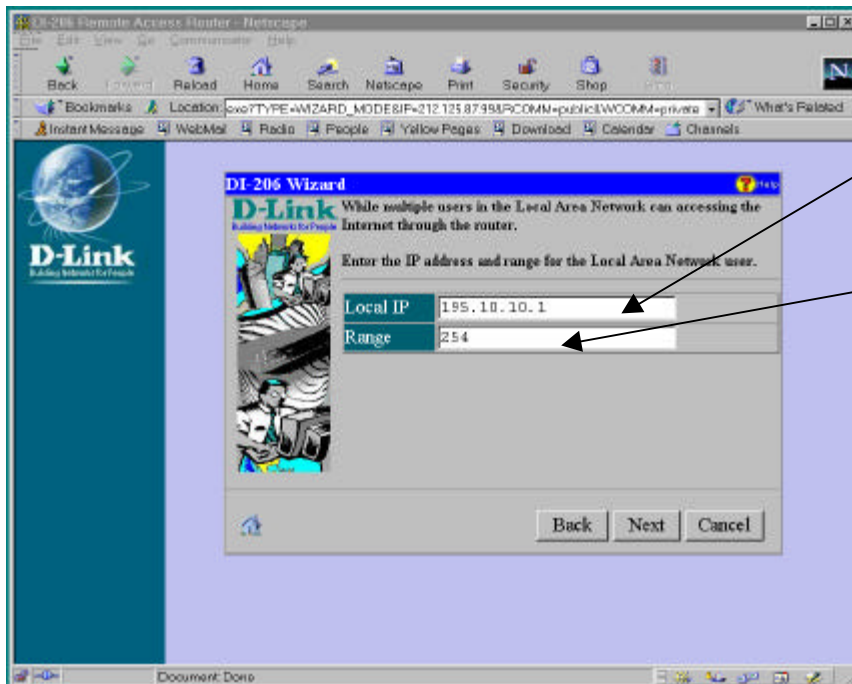 DI-206 Remote Access Router - Netscape
File Edit View Go Communicator Help
Back Forward Reload Home Search Netscape Print Security Shop
Bookmarks Location: exe?TYPE=WIZARD_MODE&IP=212.125.87.99&RCOMM=public&WCOMM=private What's Related
Instant Message WebMail Radio People Yellow Pages Download Calendar Channels
D-Link
Building Networks for People
DI-206 Wizard Help
D-Link
Building Networks for People
While multiple users in the Local Area Network can accessing the
Internet through the router.
Enter the IP address and range for the Local Area Network user.
Local IP 195.10.10.1
Range 254
Back Next Cancel
Document: Done